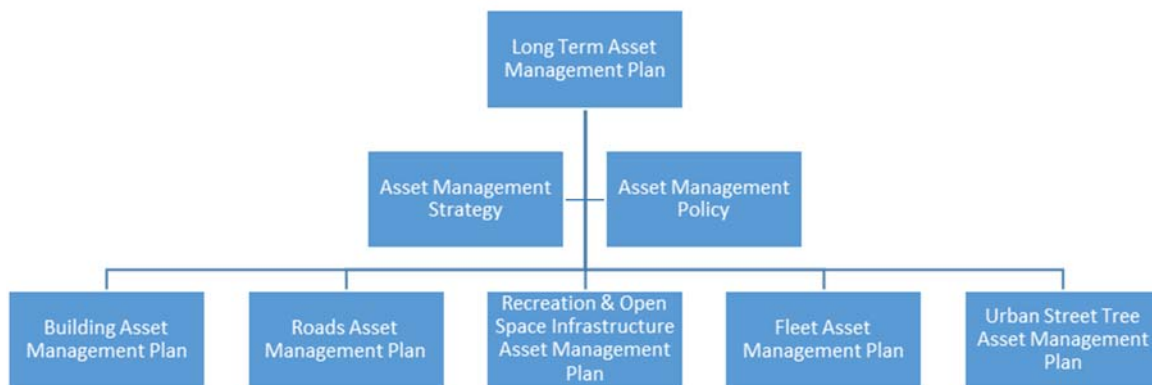 Long Term Asset
Management Plan
Asset Management
Strategy
Asset Management
Policy
Building Asset
Management Plan
Roads Asset
Management Plan
Recreation & Open
Space Infrastructure
Asset Management
Plan
Fleet Asset
Management Plan
Urban Street Tree
Asset Management
Plan